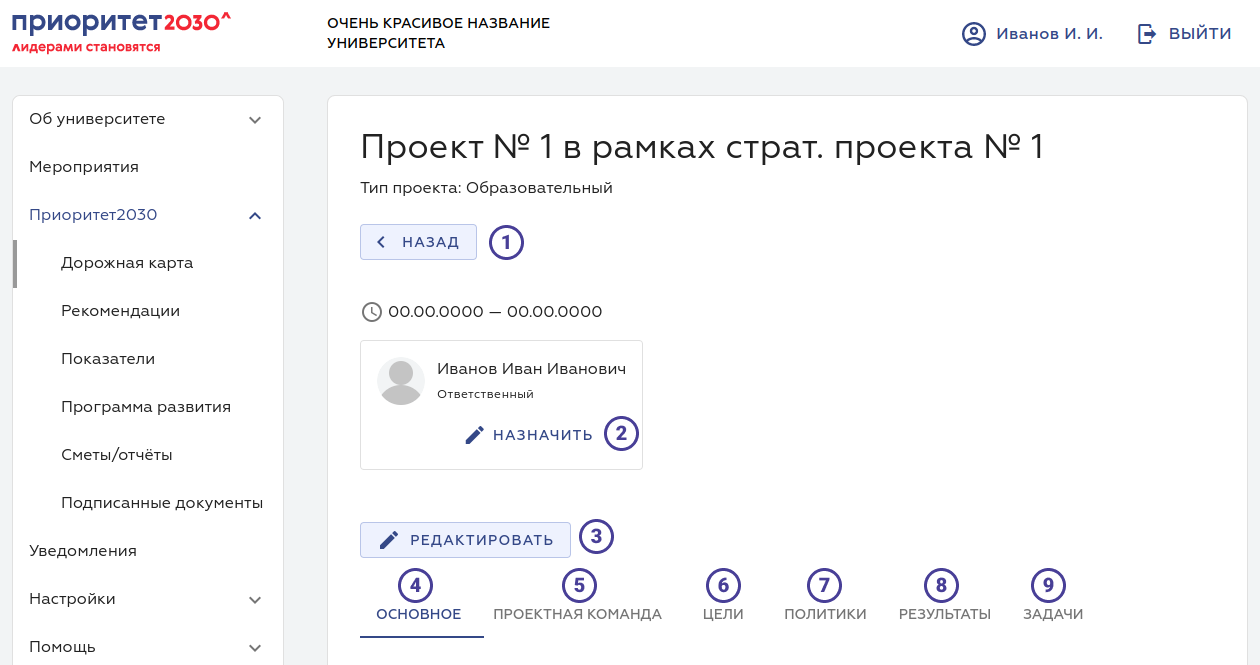 приоритет2030^
лидерами становятся
ОЧЕНЬ КРАСИВОЕ НАЗВАНИЕ
УНИВЕРСИТЕТА
Иванов И. И.
ВЫЙТИ
Об университете
Мероприятия
Приоритет2030
Дорожная карта
Рекомендации
Показатели
Программа развития
Сметы/отчёты
Подписанные документы
Уведомления
Настройки
Помощь
Проект № 1 в рамках страт. проекта № 1
Тип проекта: Образовательный
НАЗАД 1
00.00.0000 — 00.00.0000
Иванов Иван Иванович
Ответственный
НАЗНАЧИТЬ 2
РЕДАКТИРОВАТЬ 3
4 5 6 7 8 9
ОСНОВНОЕ ПРОЕКТНАЯ КОМАНДА ЦЕЛИ ПОЛИТИКИ РЕЗУЛЬТАТЫ ЗАДАЧИ